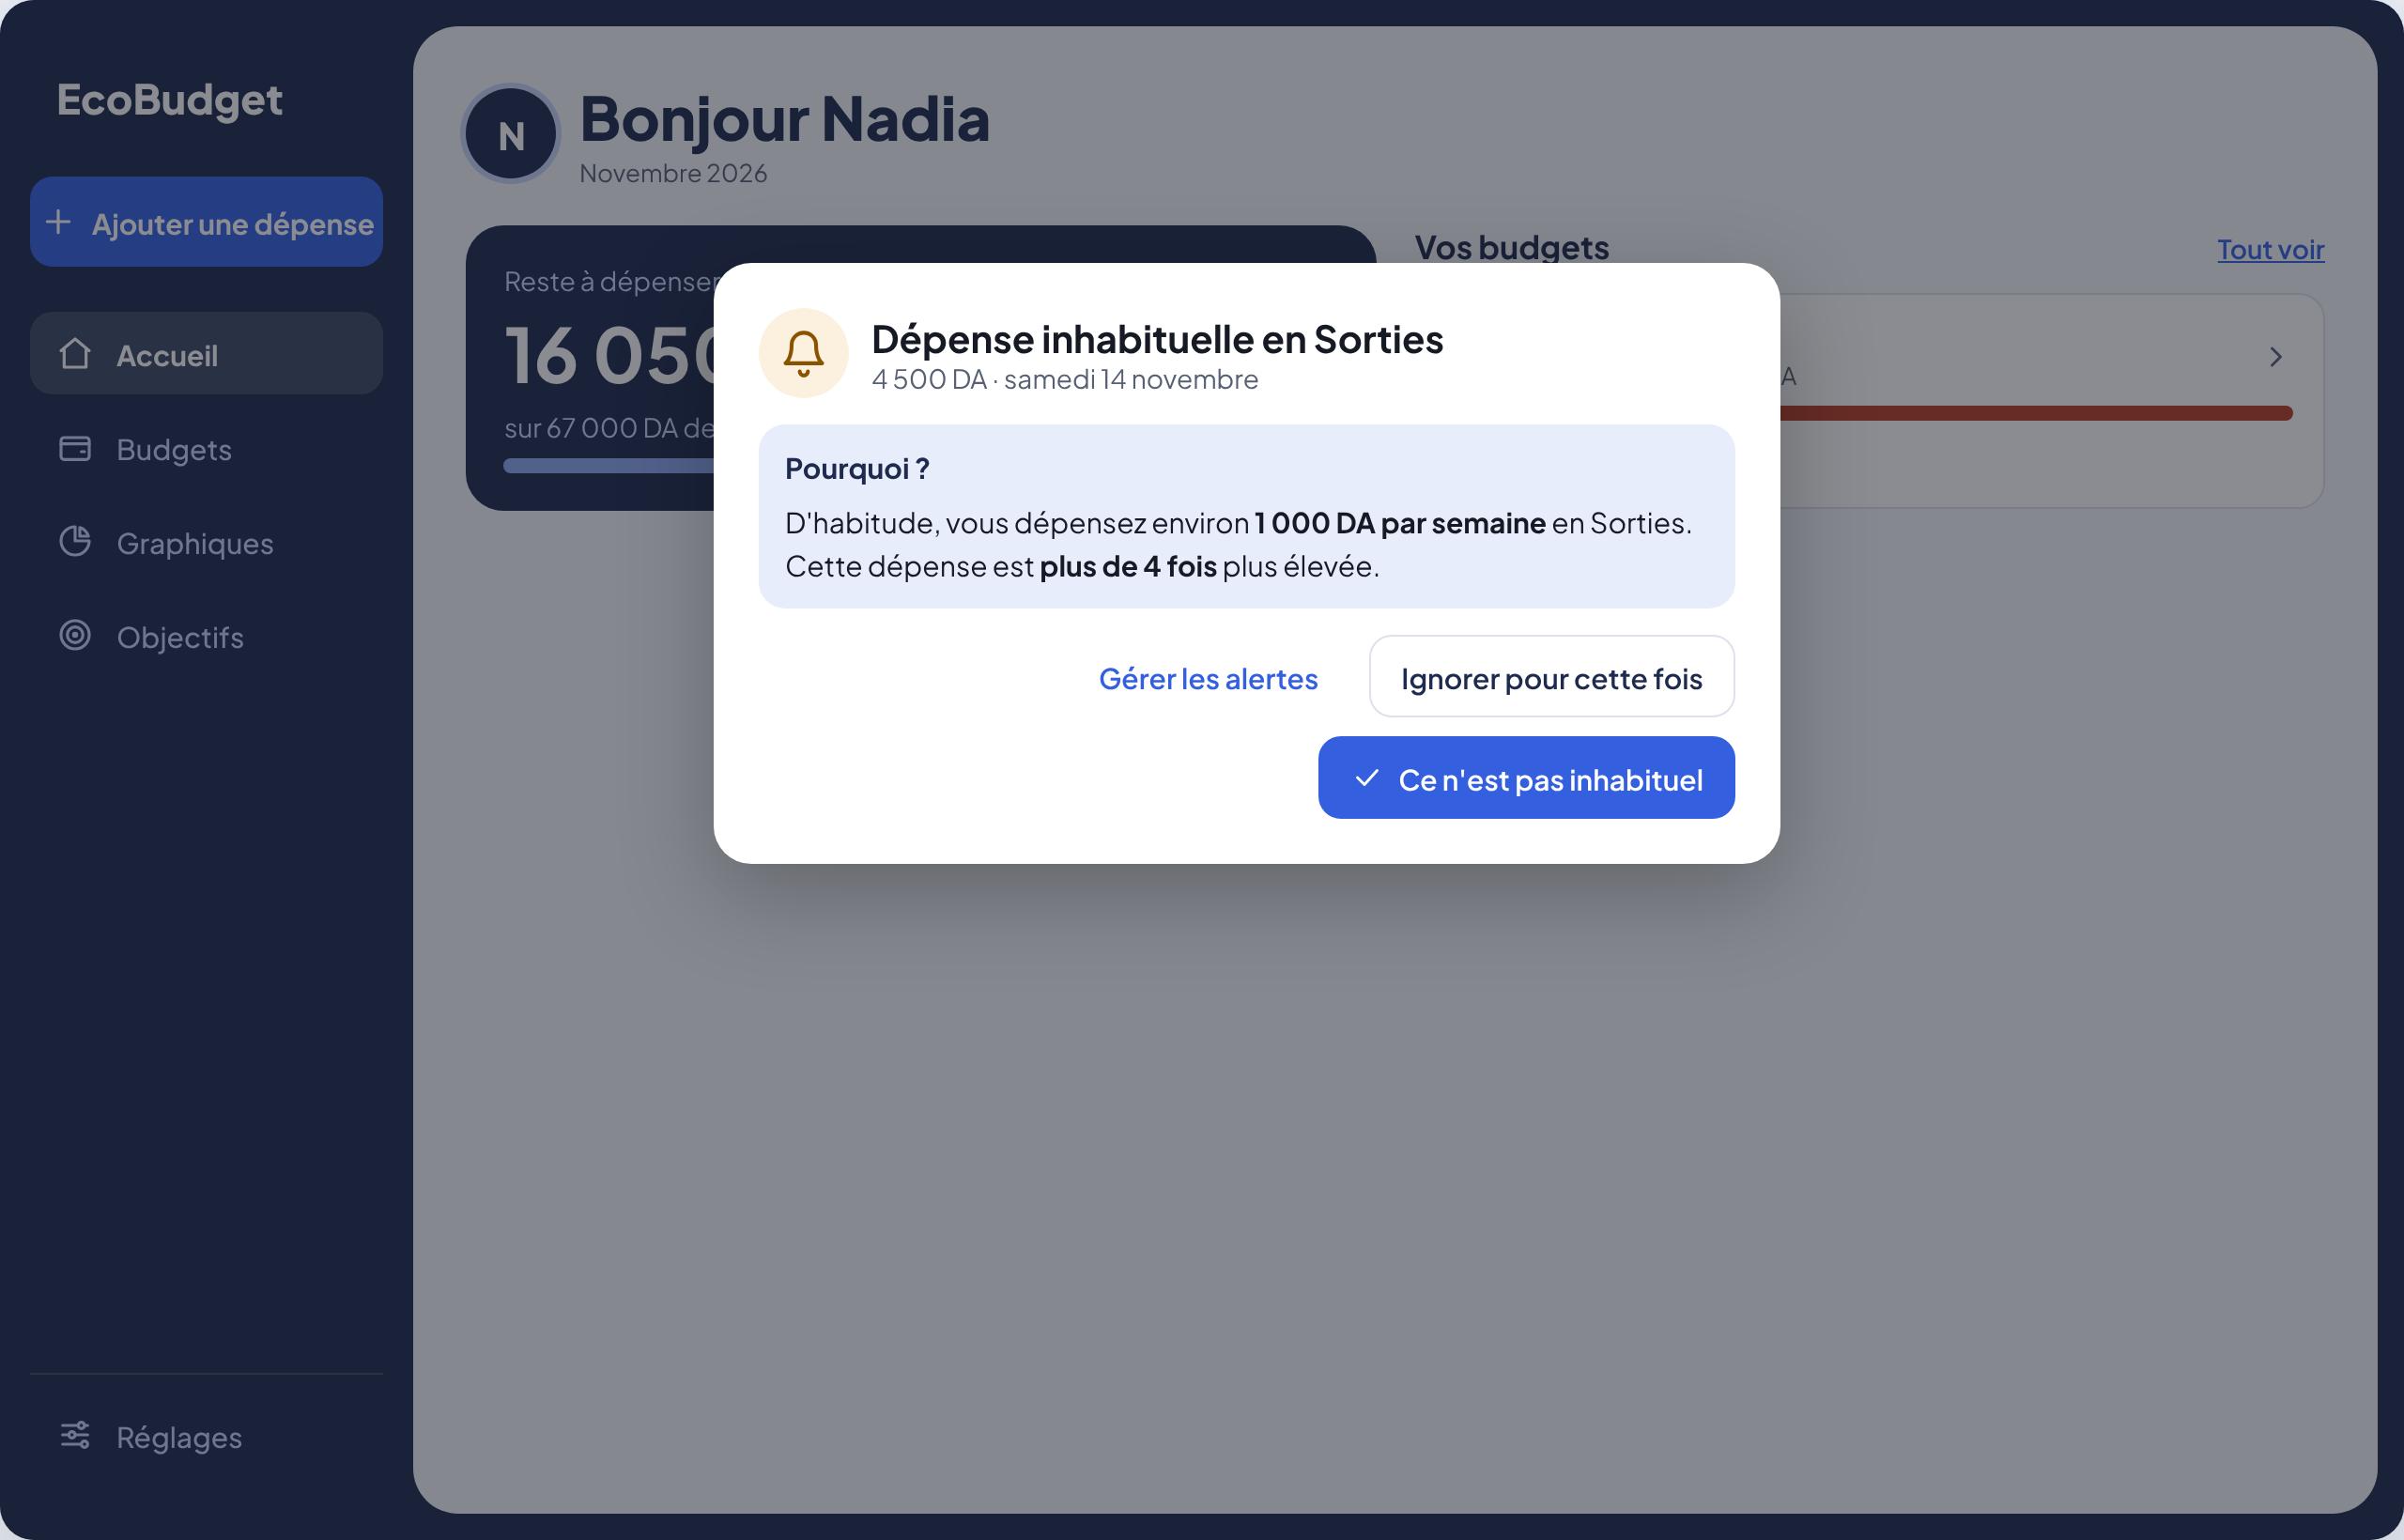 EcoBudget
Ajouter une dépense
Accueil
Budgets
Graphiques
Objectifs
Réglages
N
Bonjour Nadia
Novembre 2026
Reste à dépenser
16 050
sur 67 000 DA de
Vos budgets
Tout voir
A
Dépense inhabituelle en Sorties
4 500 DA · samedi 14 novembre
Pourquoi ?
D'habitude, vous dépensez environ 1 000 DA par semaine en Sorties.
Cette dépense est plus de 4 fois plus élevée.
Gérer les alertes
Ignorer pour cette fois
Ce n'est pas inhabituel